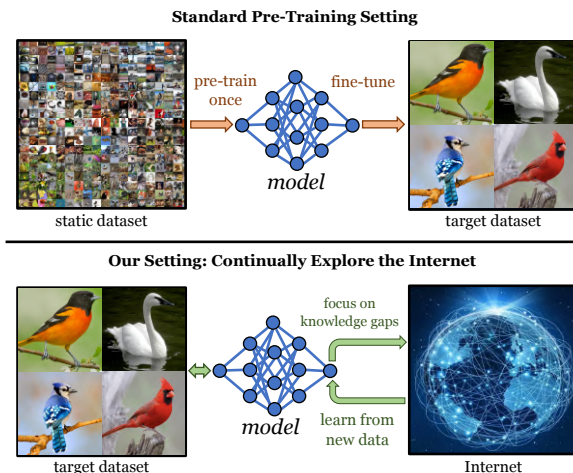 Standard Pre-Training Setting
pre-train
once
fine-tune
model
static dataset
target dataset
Our Setting: Continually Explore the Internet
focus on
knowledge gaps
learn from
new data
model
target dataset
Internet